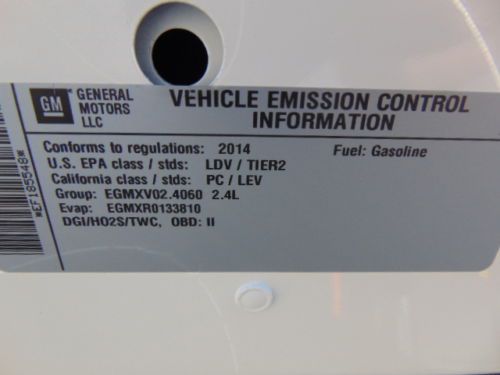 GM
GENERAL
MOTORS
LLC
VEHICLE EMISSION CONTROL
INFORMATION
Conforms to regulations: 2014 Fuel: Gasoline
U.S. EPA class / stds: LDV / TIER2
California class / stds: PC / LEV
Group: EGMXV02.4060 2.4L
Evap: EGMXR0133810
DGI/HO2S/TWC, OBD: II
*EF185548*